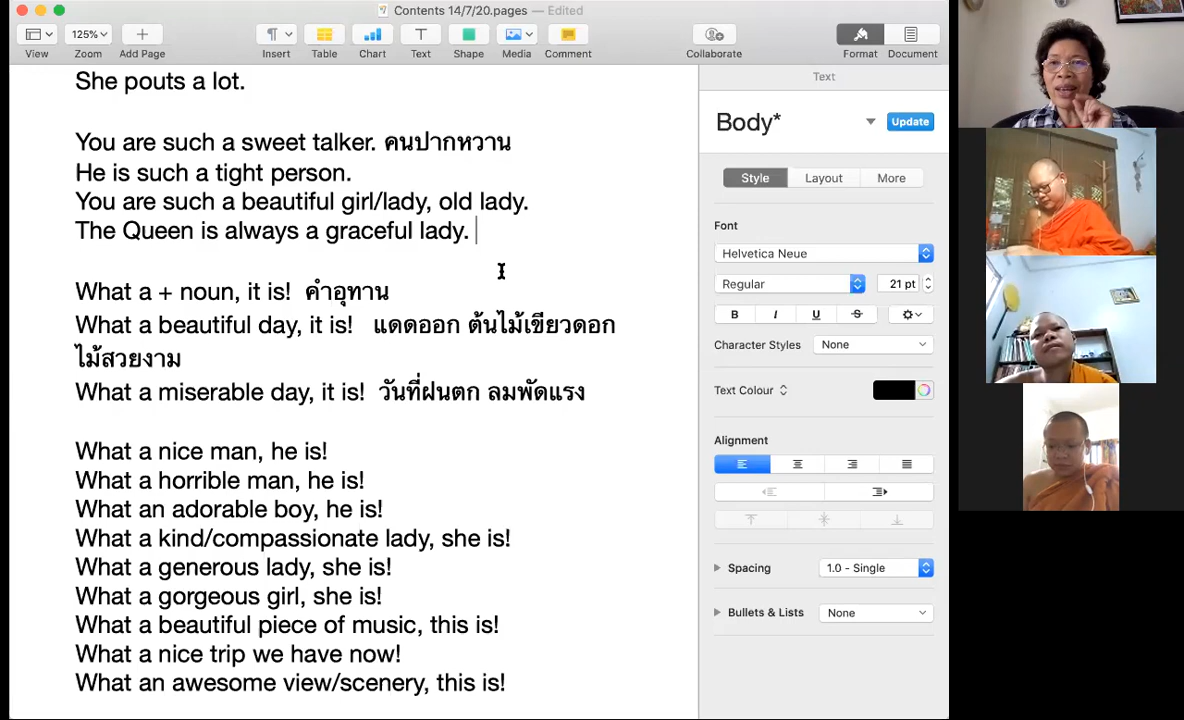 Contents 14/7/20.pages — Edited
125%
View
Zoom
Add Page
Insert
Table
Chart
Text
Shape
Media
Comment
Collaborate
Format
Document
She pouts a lot.
You are such a sweet talker. คนปากหวาน
He is such a tight person.
You are such a beautiful girl/lady, old lady.
The Queen is always a graceful lady.
What a + noun, it is! คำอุทาน
What a beautiful day, it is! แดดออก ต้นไม้เขียวดอก
ไม้สวยงาม
What a miserable day, it is! วันที่ฝนตก ลมพัดแรง
What a nice man, he is!
What a horrible man, he is!
What an adorable boy, he is!
What a kind/compassionate lady, she is!
What a generous lady, she is!
What a gorgeous girl, she is!
What a beautiful piece of music, this is!
What a nice trip we have now!
What an awesome view/scenery, this is!
Text
Body*
Update
Style
Layout
More
Font
Helvetica Neue
Regular
21 pt
B I U S
Character Styles
None
Text Colour
Alignment
Spacing
1.0 - Single
Bullets & Lists
None